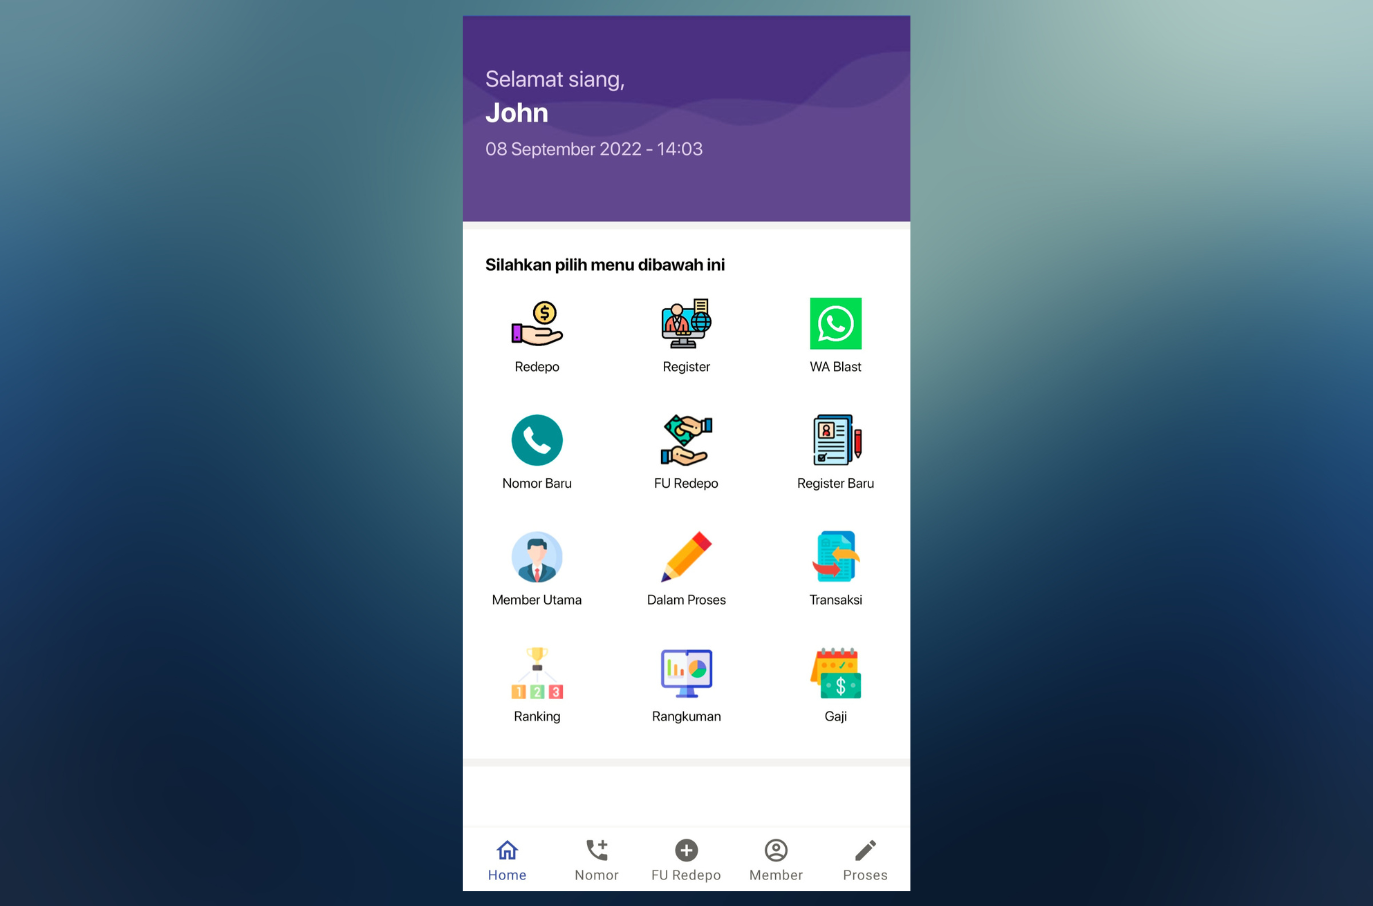 Selamat siang,
John
08 September 2022 - 14:03
Silahkan pilih menu dibawah ini
Redepo
Register
WA Blast
Nomor Baru
FU Redepo
Register Baru
Member Utama
Dalam Proses
Transaksi
1 2 3
Ranking
Rangkuman
$
Gaji
Home
Nomor
FU Redepo
Member
Proses